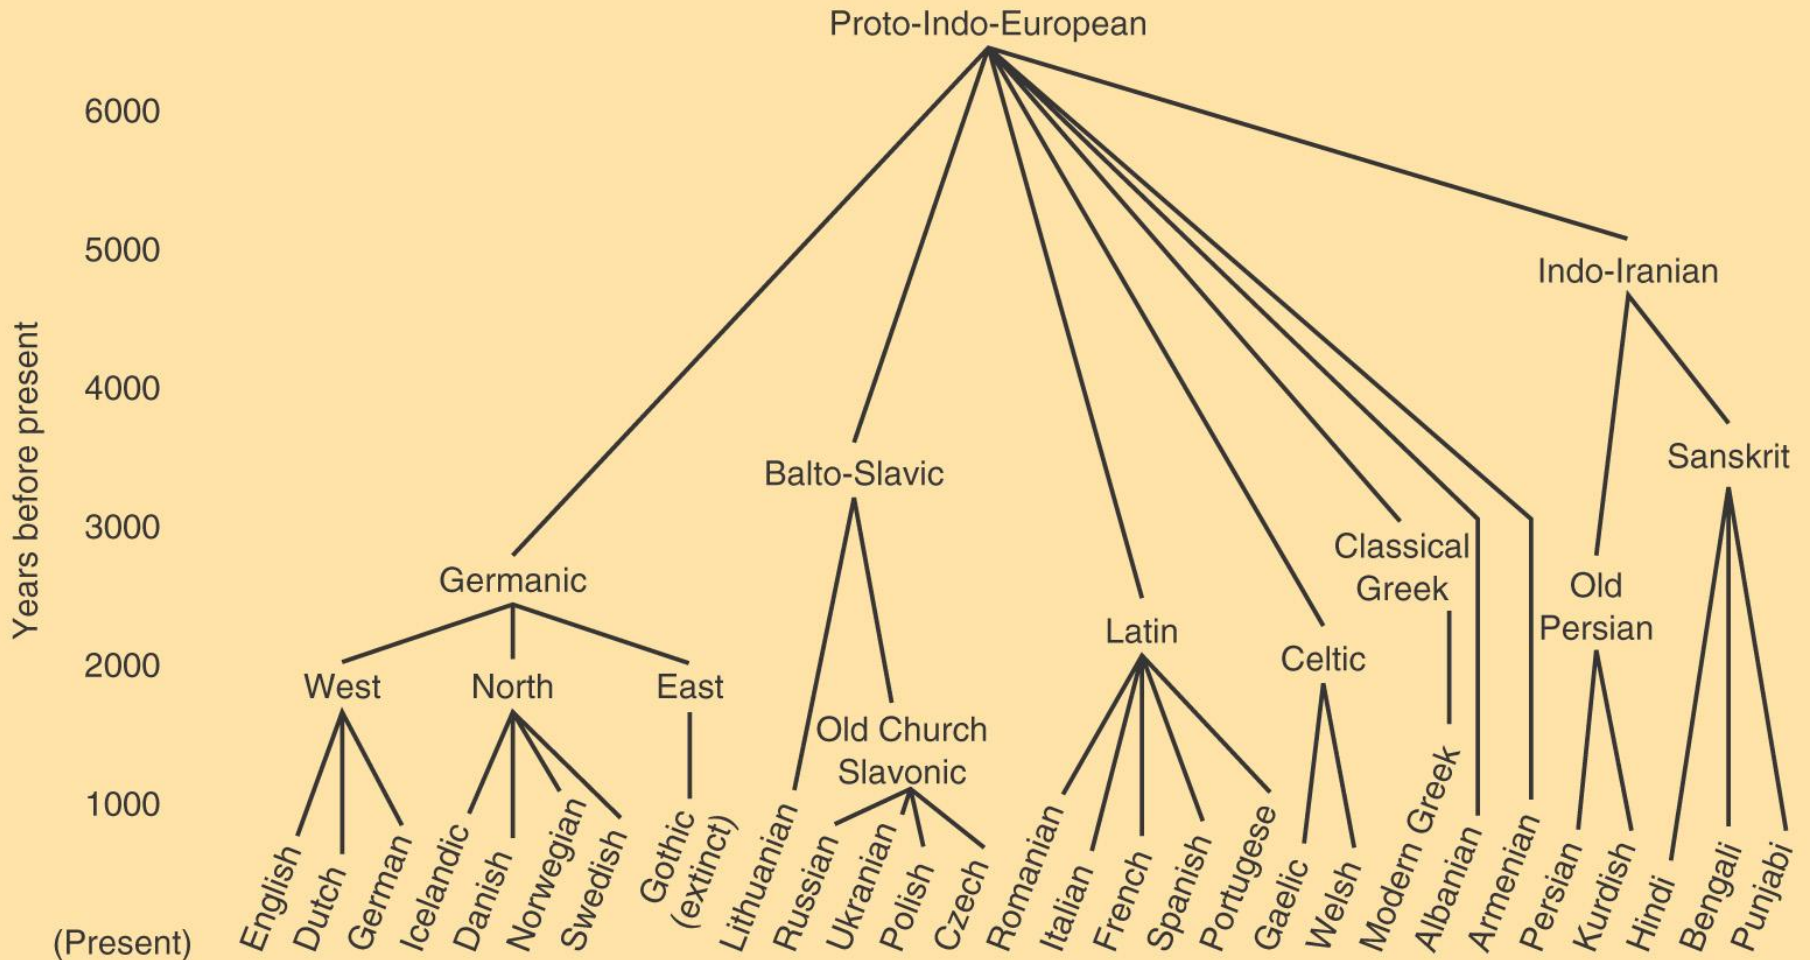 Proto-Indo-European
Years before present
6000
5000
4000
3000
2000
1000
(Present)
Indo-Iranian
Sanskrit
Balto-Slavic
Classical
Greek
Germanic
Old
Persian
Latin
Celtic
West
North
East
Old Church
Slavonic
English
Dutch
German
Icelandic
Danish
Norwegian
Swedish
Gothic
(extinct)
Lithuanian
Russian
Ukranian
Polish
Czech
Romanian
Italian
French
Spanish
Portugese
Gaelic
Welsh
Modern Greek
Albanian
Armenian
Persian
Kurdish
Hindi
Bengali
Punjabi